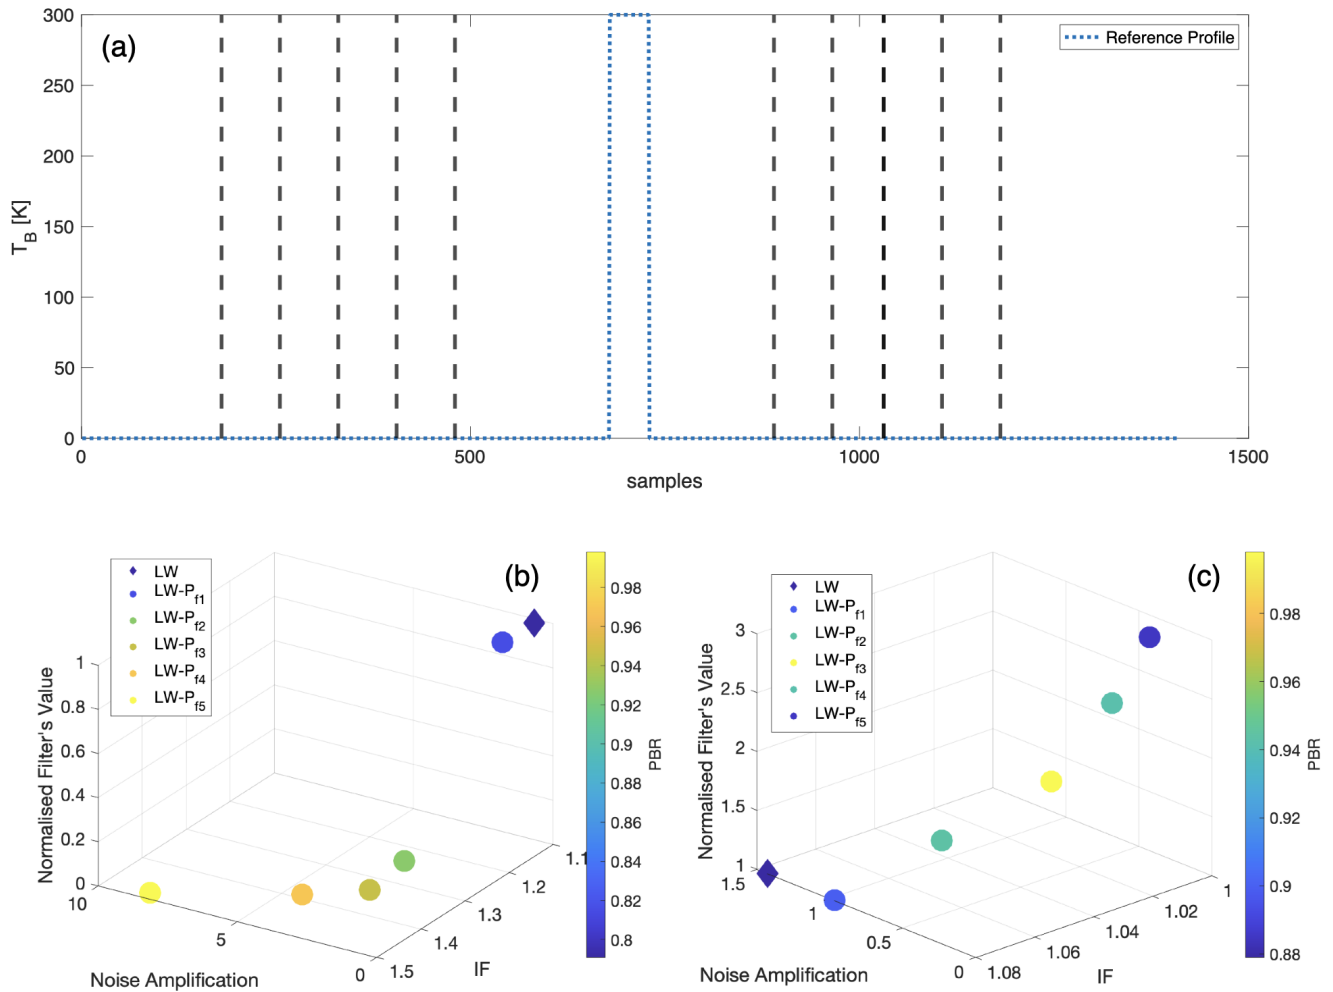 300
250
200
150
100
50
0
T_B [K]
(a)
Reference Profile
0
500
1000
1500
samples
(b)
LW
LW-P_f1
LW-P_f2
LW-P_f3
LW-P_f4
LW-P_f5
Normalised Filter's Value
1
0.8
0.6
0.4
0.2
0
10
5
0
Noise Amplification
1.5
1.4
1.3
1.2
1.1
IF
0.98
0.96
0.94
0.92
0.9
0.88
0.86
0.84
0.82
0.8
PBR
(c)
LW
LW-P_f1
LW-P_f2
LW-P_f3
LW-P_f4
LW-P_f5
Normalised Filter's Value
3
2.5
2
1.5
1
1.5
1
0.5
0
Noise Amplification
1.08
1.06
1.04
1.02
1
IF
0.98
0.96
0.94
0.92
0.9
0.88
PBR